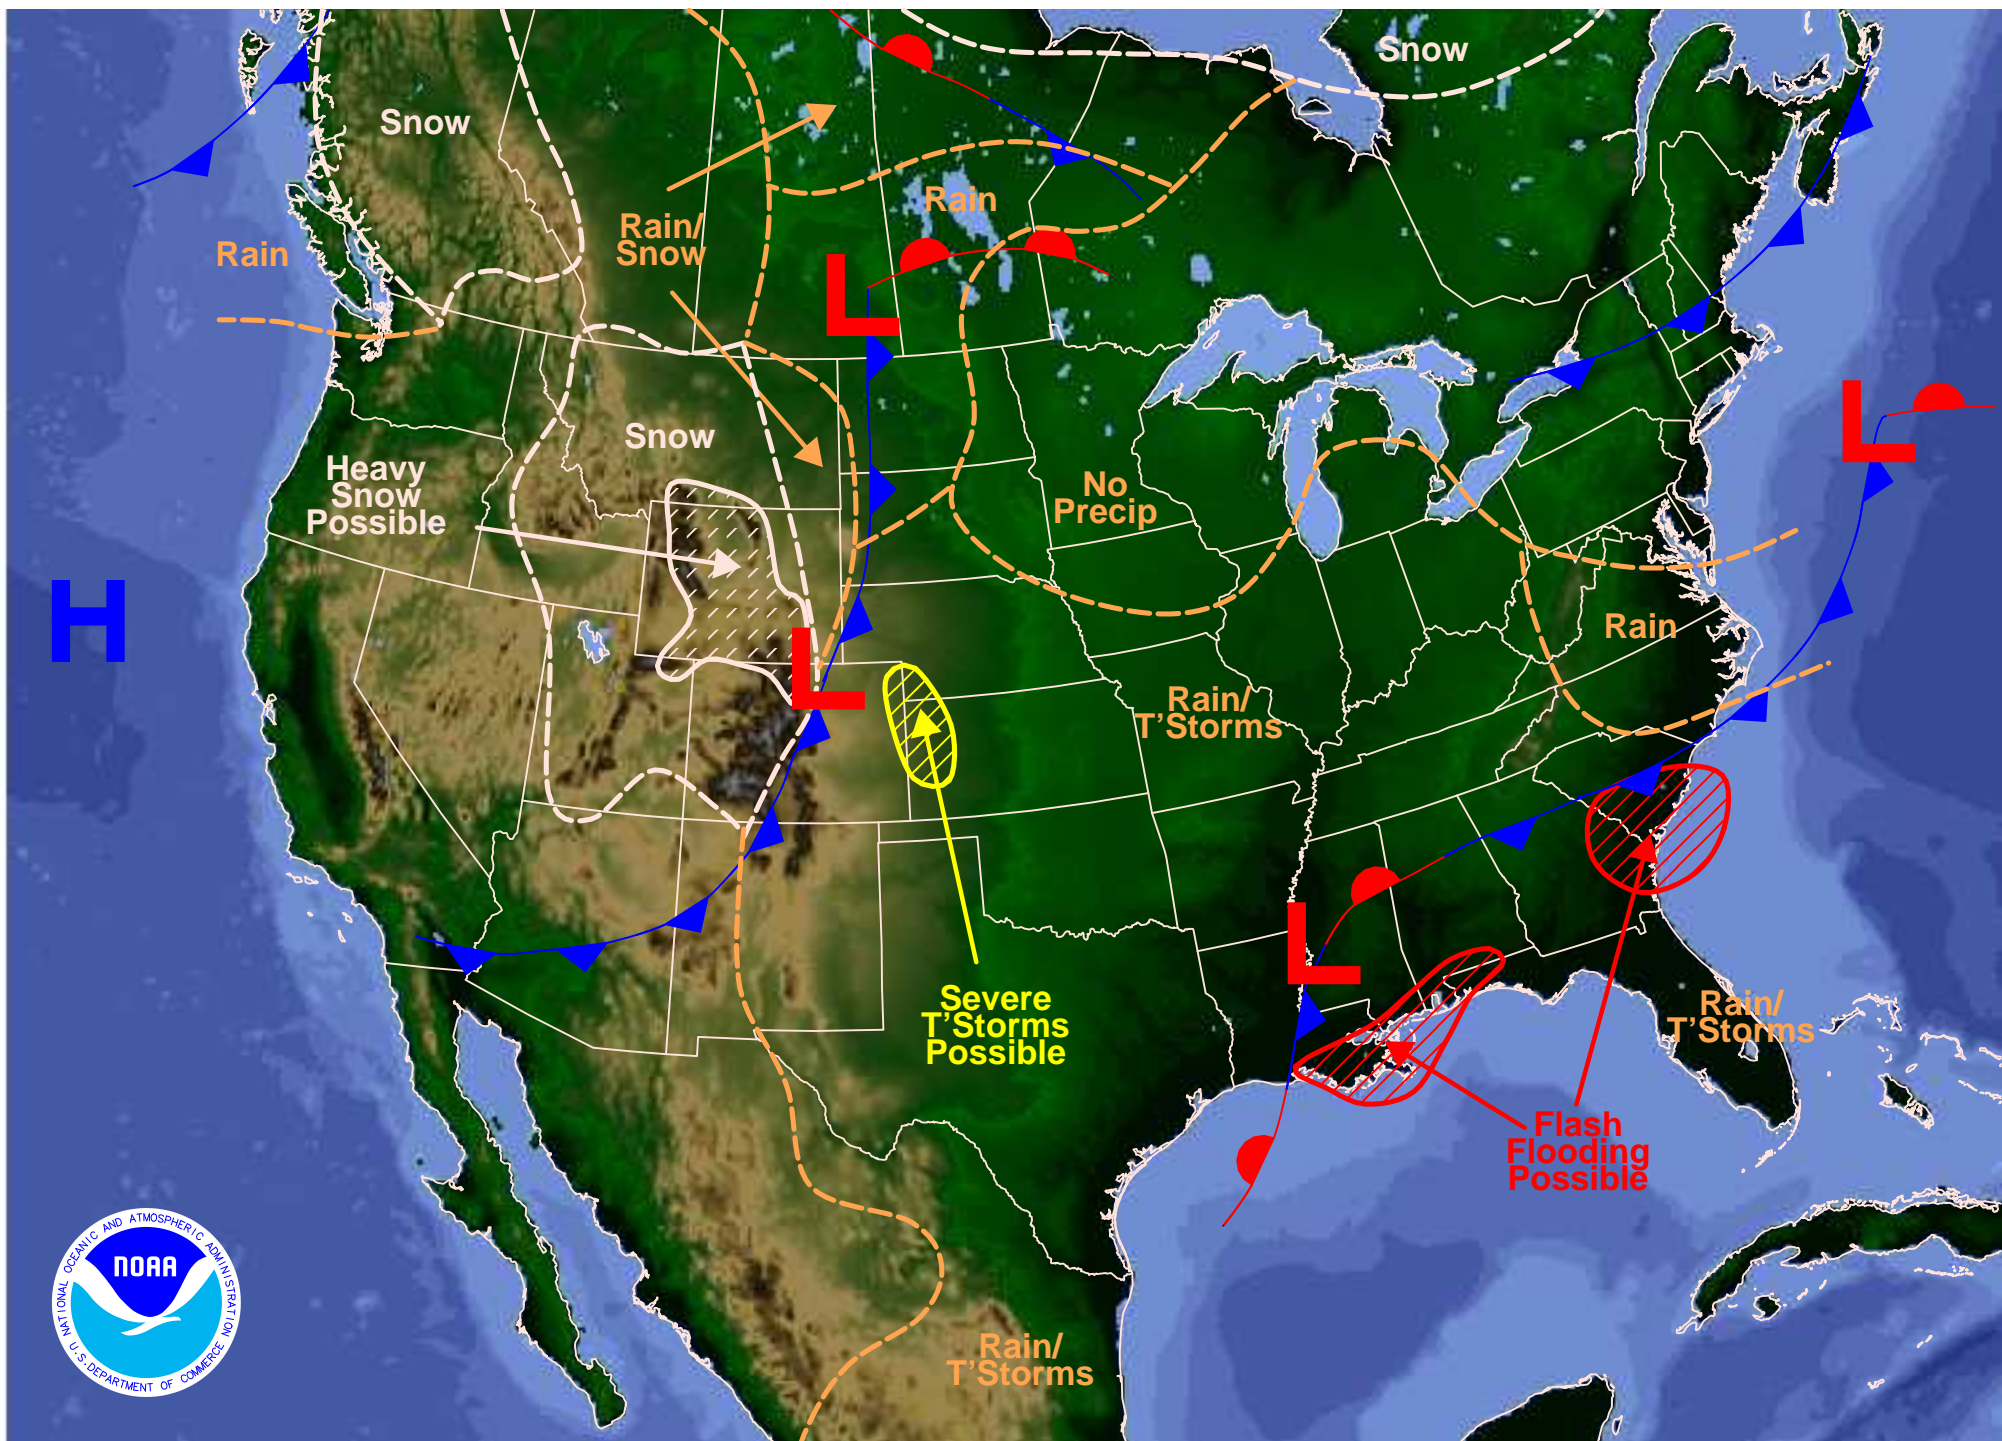 Snow
Snow
Rain
Rain/
Snow
Rain
L
L
Snow
Heavy
Snow
Possible
No
Precip
H
L
Rain
Rain/
T'Storms
L
Severe
T'Storms
Possible
Rain/
T'Storms
Flash
Flooding
Possible
Rain/
T'Storms
NATIONAL OCEANIC AND ATMOSPHERIC ADMINISTRATION
NOAA
U.S. DEPARTMENT OF COMMERCE